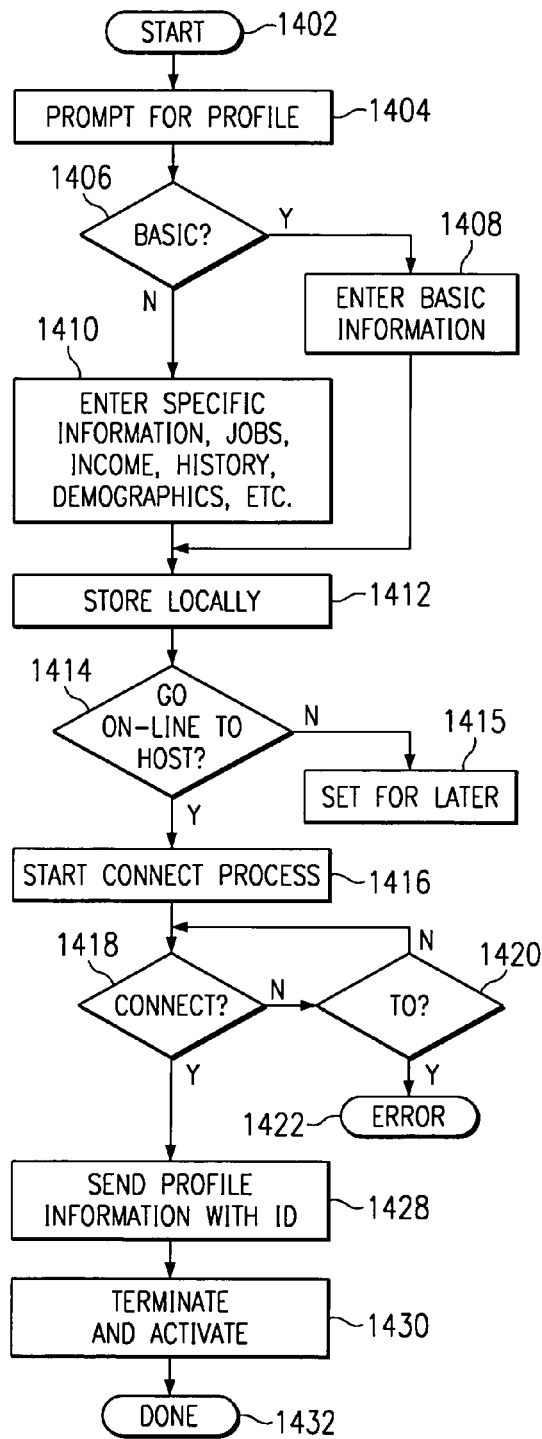 START
1402
PROMPT FOR PROFILE
1404
1406
BASIC?
Y
N
1408
ENTER BASIC
INFORMATION
1410
ENTER SPECIFIC
INFORMATION, JOBS,
INCOME, HISTORY,
DEMOGRAPHICS, ETC.
STORE LOCALLY
1412
1414
GO
ON-LINE TO
HOST?
N
Y
1415
SET FOR LATER
START CONNECT PROCESS
1416
1418
CONNECT?
N
Y
N
1420
TO?
Y
1422
ERROR
SEND PROFILE
INFORMATION WITH ID
1428
TERMINATE
AND ACTIVATE
1430
DONE
1432